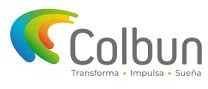 Colbun
Transforma • Impulsa • Sueña